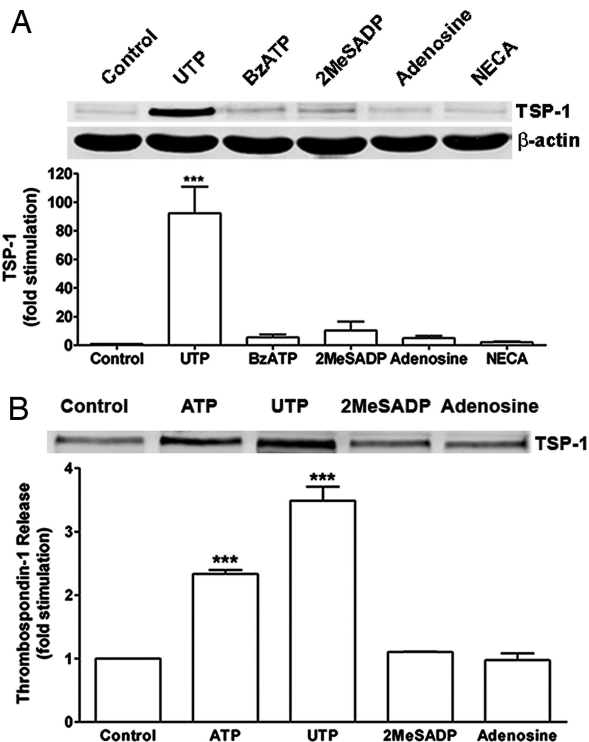 A
Control UTP BzATP 2MeSADP Adenosine NECA
TSP-1
β-actin
TSP-1
(fold stimulation)
120
100
80
60
40
20
0
***
Control UTP BzATP 2MeSADP Adenosine NECA
B
Control ATP UTP 2MeSADP Adenosine
TSP-1
Thrombospondin-1 Release
(fold stimulation)
4
3
2
1
0
***
***
Control ATP UTP 2MeSADP Adenosine